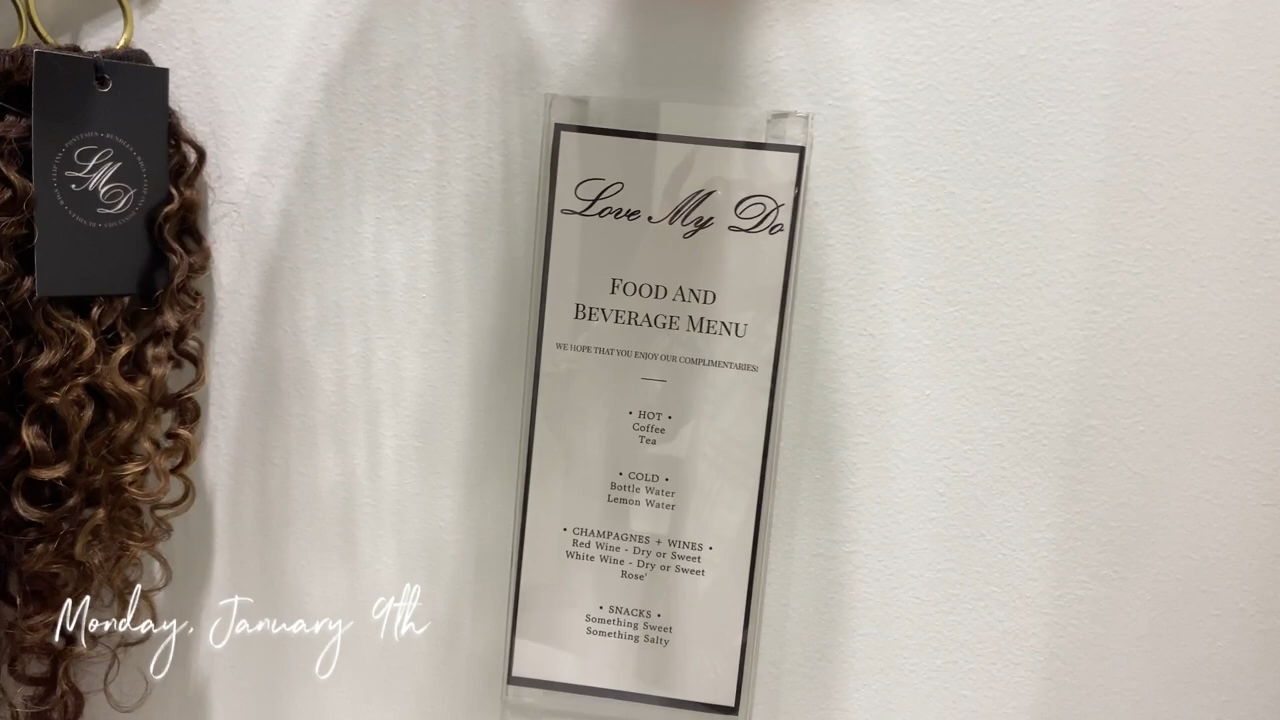 LMD
Love My Do
FOOD AND
BEVERAGE MENU
WE HOPE THAT YOU ENJOY OUR COMPLIMENTARIES!
• HOT •
Coffee
Tea
• COLD •
Bottle Water
Lemon Water
• CHAMPAGNES + WINES •
Red Wine - Dry or Sweet
White Wine - Dry or Sweet
Rose'
• SNACKS •
Something Sweet
Something Salty
Monday, January 9th